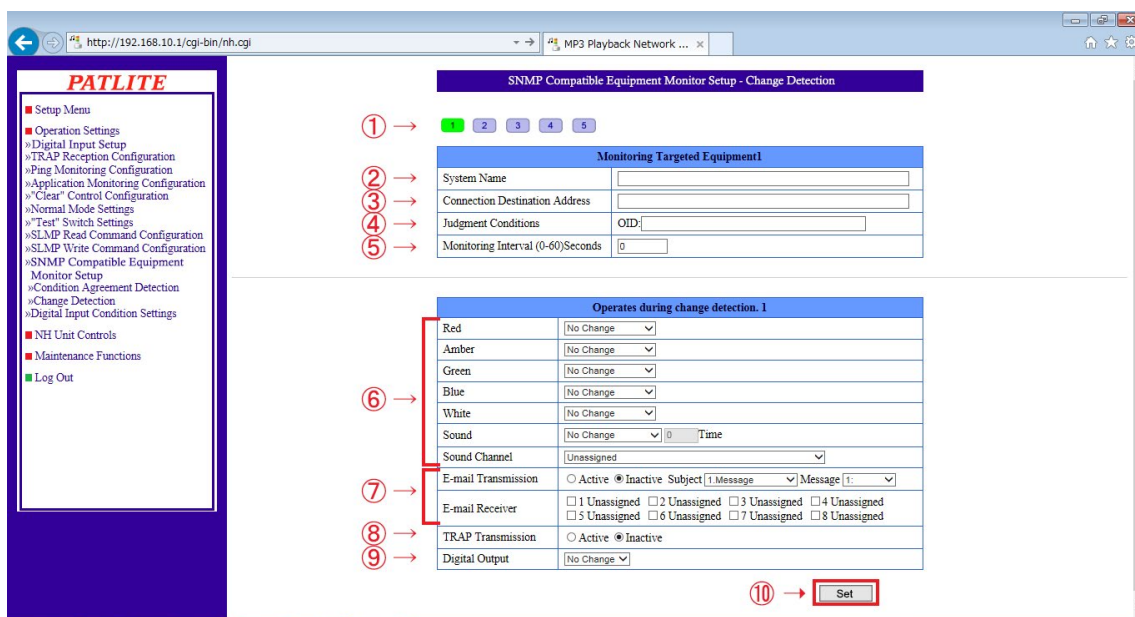 http://192.168.10.1/cgi-bin/nh.cgi
MP3 Playback Network ...
PATLITE
Setup Menu
Operation Settings
»Digital Input Setup
»TRAP Reception Configuration
»Ping Monitoring Configuration
»Application Monitoring Configuration
»"Clear" Control Configuration
»Normal Mode Settings
»"Test" Switch Settings
»SLMP Read Command Configuration
»SLMP Write Command Configuration
»SNMP Compatible Equipment
Monitor Setup
»Condition Agreement Detection
»Change Detection
»Digital Input Condition Settings
NH Unit Controls
Maintenance Functions
Log Out
SNMP Compatible Equipment Monitor Setup - Change Detection
① → 1 2 3 4 5
Monitoring Targeted Equipment1
② → System Name
③ → Connection Destination Address
④ → Judgment Conditions OID:
⑤ → Monitoring Interval (0-60)Seconds 0
Operates during change detection. 1
Red No Change
Amber No Change
Green No Change
⑥ → Blue No Change
White No Change
Sound No Change 0 Time
Sound Channel Unassigned
⑦ → E-mail Transmission Active Inactive Subject 1.Message Message 1:
E-mail Receiver 1 Unassigned 2 Unassigned 3 Unassigned 4 Unassigned
5 Unassigned 6 Unassigned 7 Unassigned 8 Unassigned
⑧ → TRAP Transmission Active Inactive
⑨ → Digital Output No Change
⑩ → Set